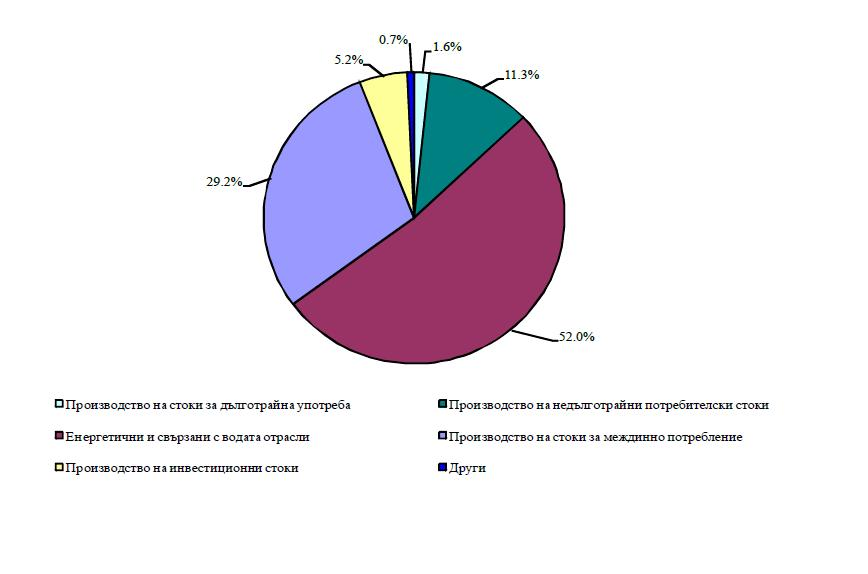 0.7%
1.6%
5.2%
11.3%
29.2%
52.0%
Производство на стоки за дълготрайна употреба
Производство на недълготрайни потребителски стоки
Енергетични и свързани с водата отрасли
Производство на стоки за междинно потребление
Производство на инвестиционни стоки
Други